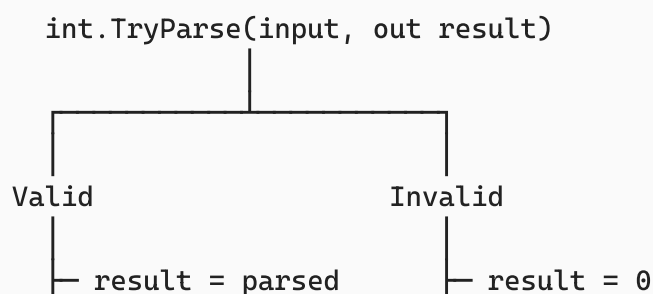 int.TryParse(input, out result)
Valid
Invalid
result = parsed
result = 0